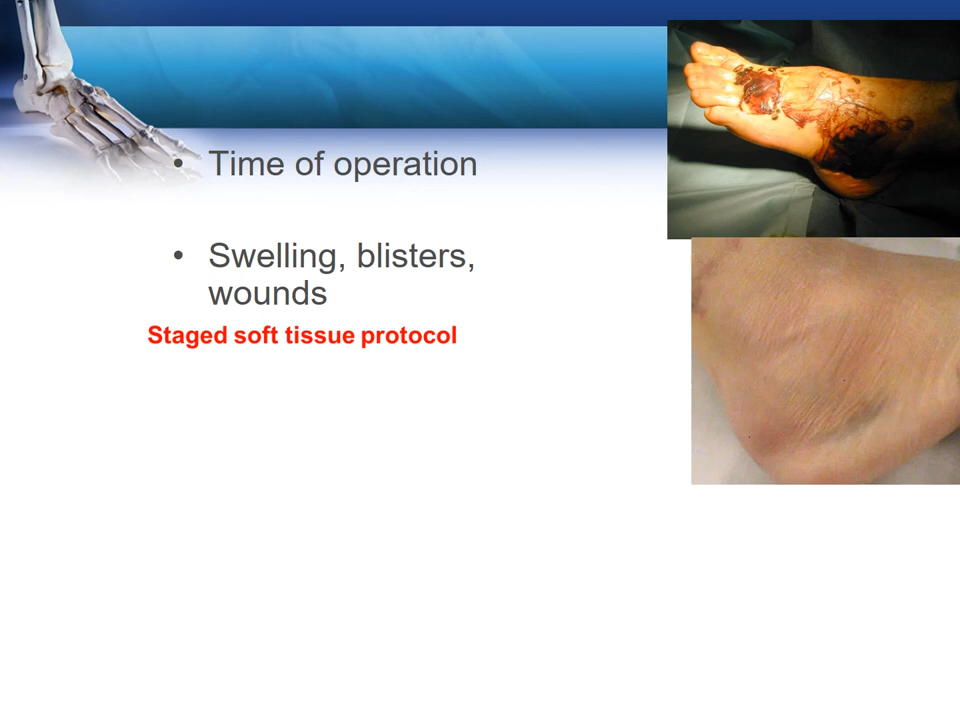 • Time of operation
• Swelling, blisters,
wounds
Staged soft tissue protocol